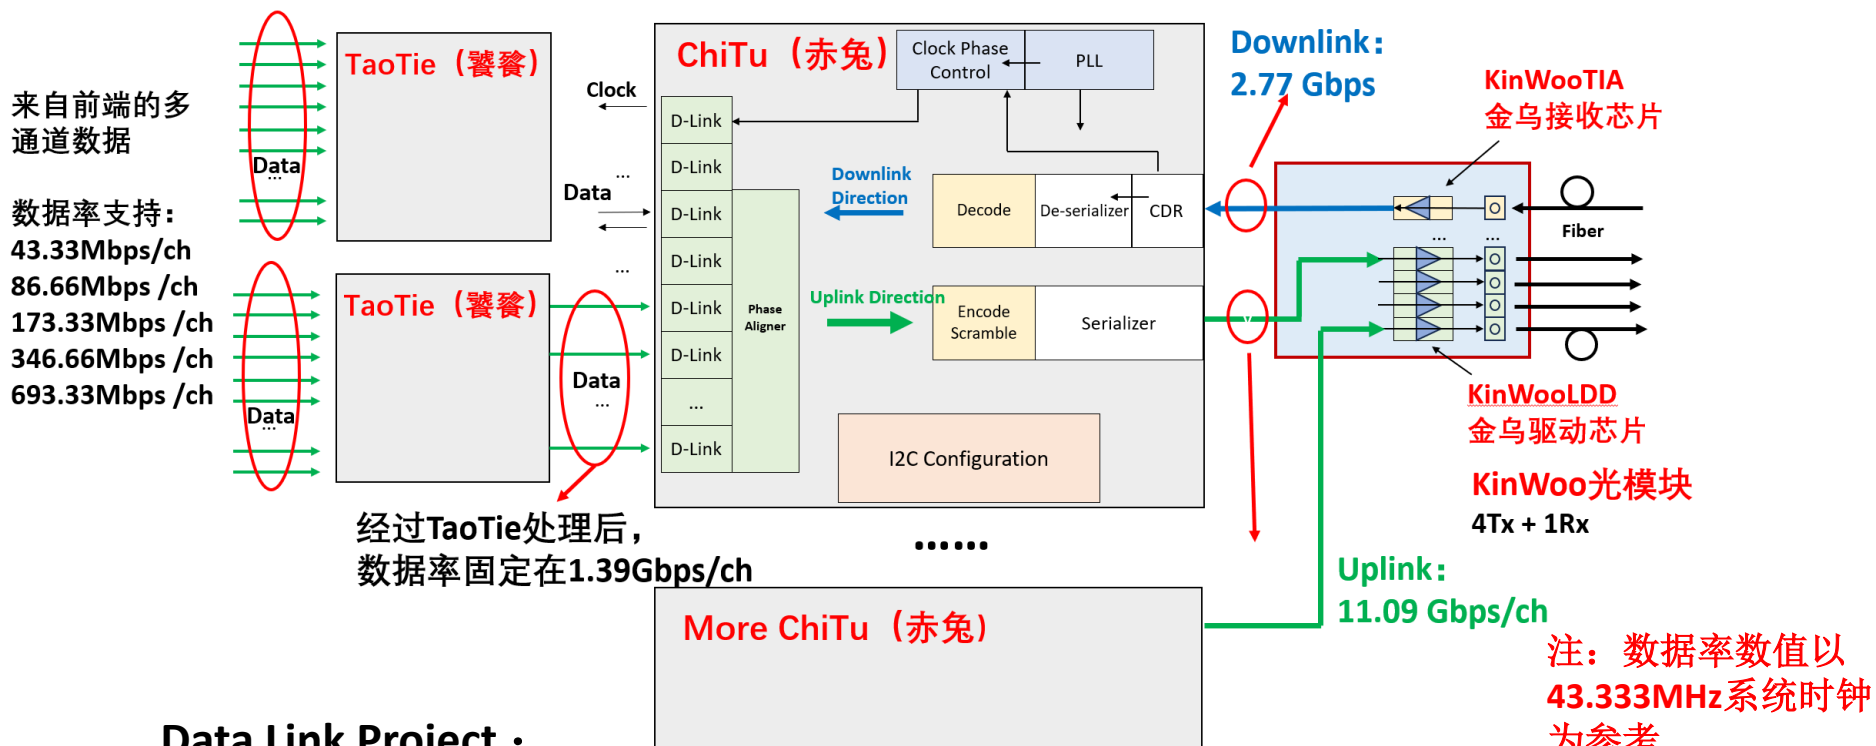 来自前端的多
通道数据
数据率支持：
43.33Mbps/ch
86.66Mbps /ch
173.33Mbps /ch
346.66Mbps /ch
693.33Mbps /ch
Data
...
Data
...
TaoTie（饕餮）
TaoTie（饕餮）
Clock
...
Data
...
Data
...
经过TaoTie处理后，
数据率固定在1.39Gbps/ch
ChiTu（赤兔）
Clock Phase
Control
PLL
D-Link
D-Link
D-Link
D-Link
D-Link
D-Link
...
D-Link
Phase
Aligner
Downlink
Direction
Decode
De-serializer
CDR
Uplink Direction
Encode
Scramble
Serializer
I2C Configuration
......
More ChiTu（赤兔）
Downlink：
2.77 Gbps
KinWooTIA
金乌接收芯片
Fiber
...
...
KinWooLDD
金乌驱动芯片
KinWoo光模块
4Tx + 1Rx
Uplink：
11.09 Gbps/ch
注：数据率数值以
43.333MHz系统时钟
为参考
Data Link Project：